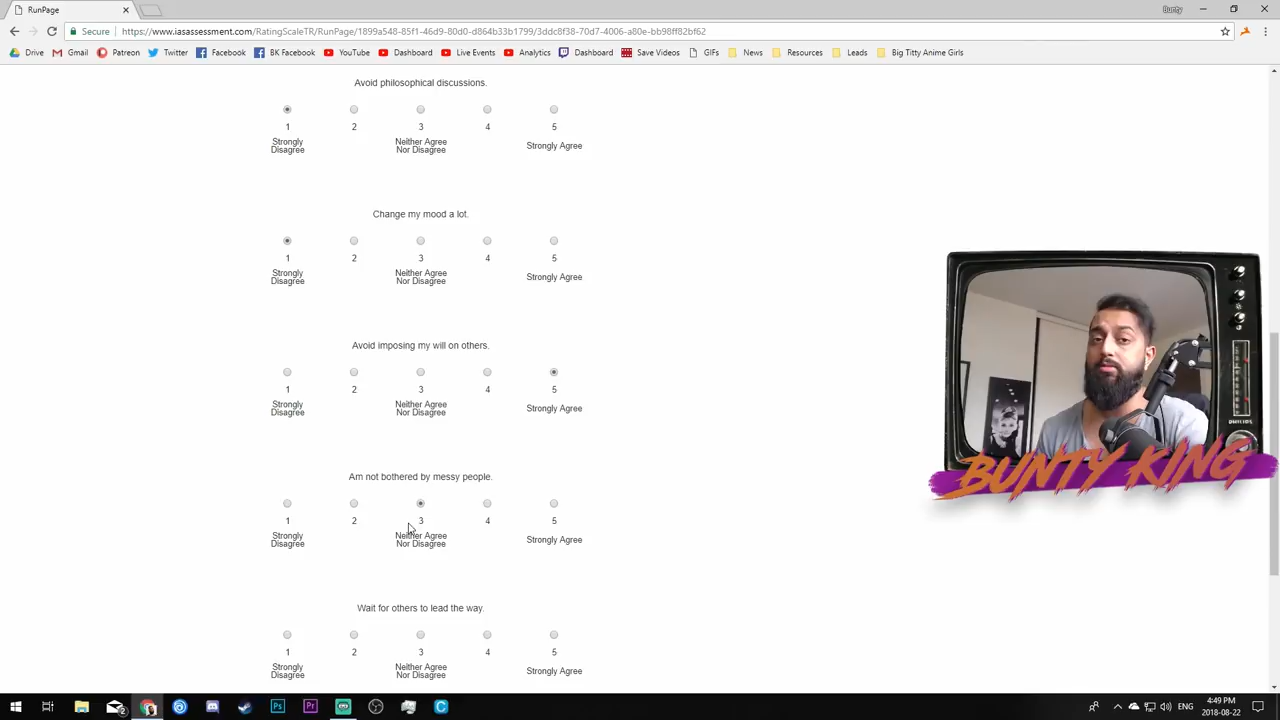 RunPage
Bunty
Secure
https://www.iasassessment.com/RatingScaleTR/RunPage/1899a548-85f1-46d9-80d0-d864b33b1799/3ddc8f38-70d7-4006-a80e-bb98ff82bf62
Drive Gmail Patreon Twitter Facebook BK Facebook YouTube Dashboard Live Events Analytics Dashboard Save Videos GIFs News Resources Leads Big Titty Anime Girls
Avoid philosophical discussions.
1 2 3 4 5
Strongly Disagree Neither Agree Nor Disagree Strongly Agree
Change my mood a lot.
1 2 3 4 5
Strongly Disagree Neither Agree Nor Disagree Strongly Agree
Avoid imposing my will on others.
1 2 3 4 5
Strongly Disagree Neither Agree Nor Disagree Strongly Agree
PHILIPS
BUNTY KING
Am not bothered by messy people.
1 2 3 4 5
Strongly Disagree Neither Agree Nor Disagree Strongly Agree
Wait for others to lead the way.
1 2 3 4 5
Strongly Disagree Neither Agree Nor Disagree Strongly Agree
2
Ps
Pr
C
ENG
4:49 PM
2018-08-22